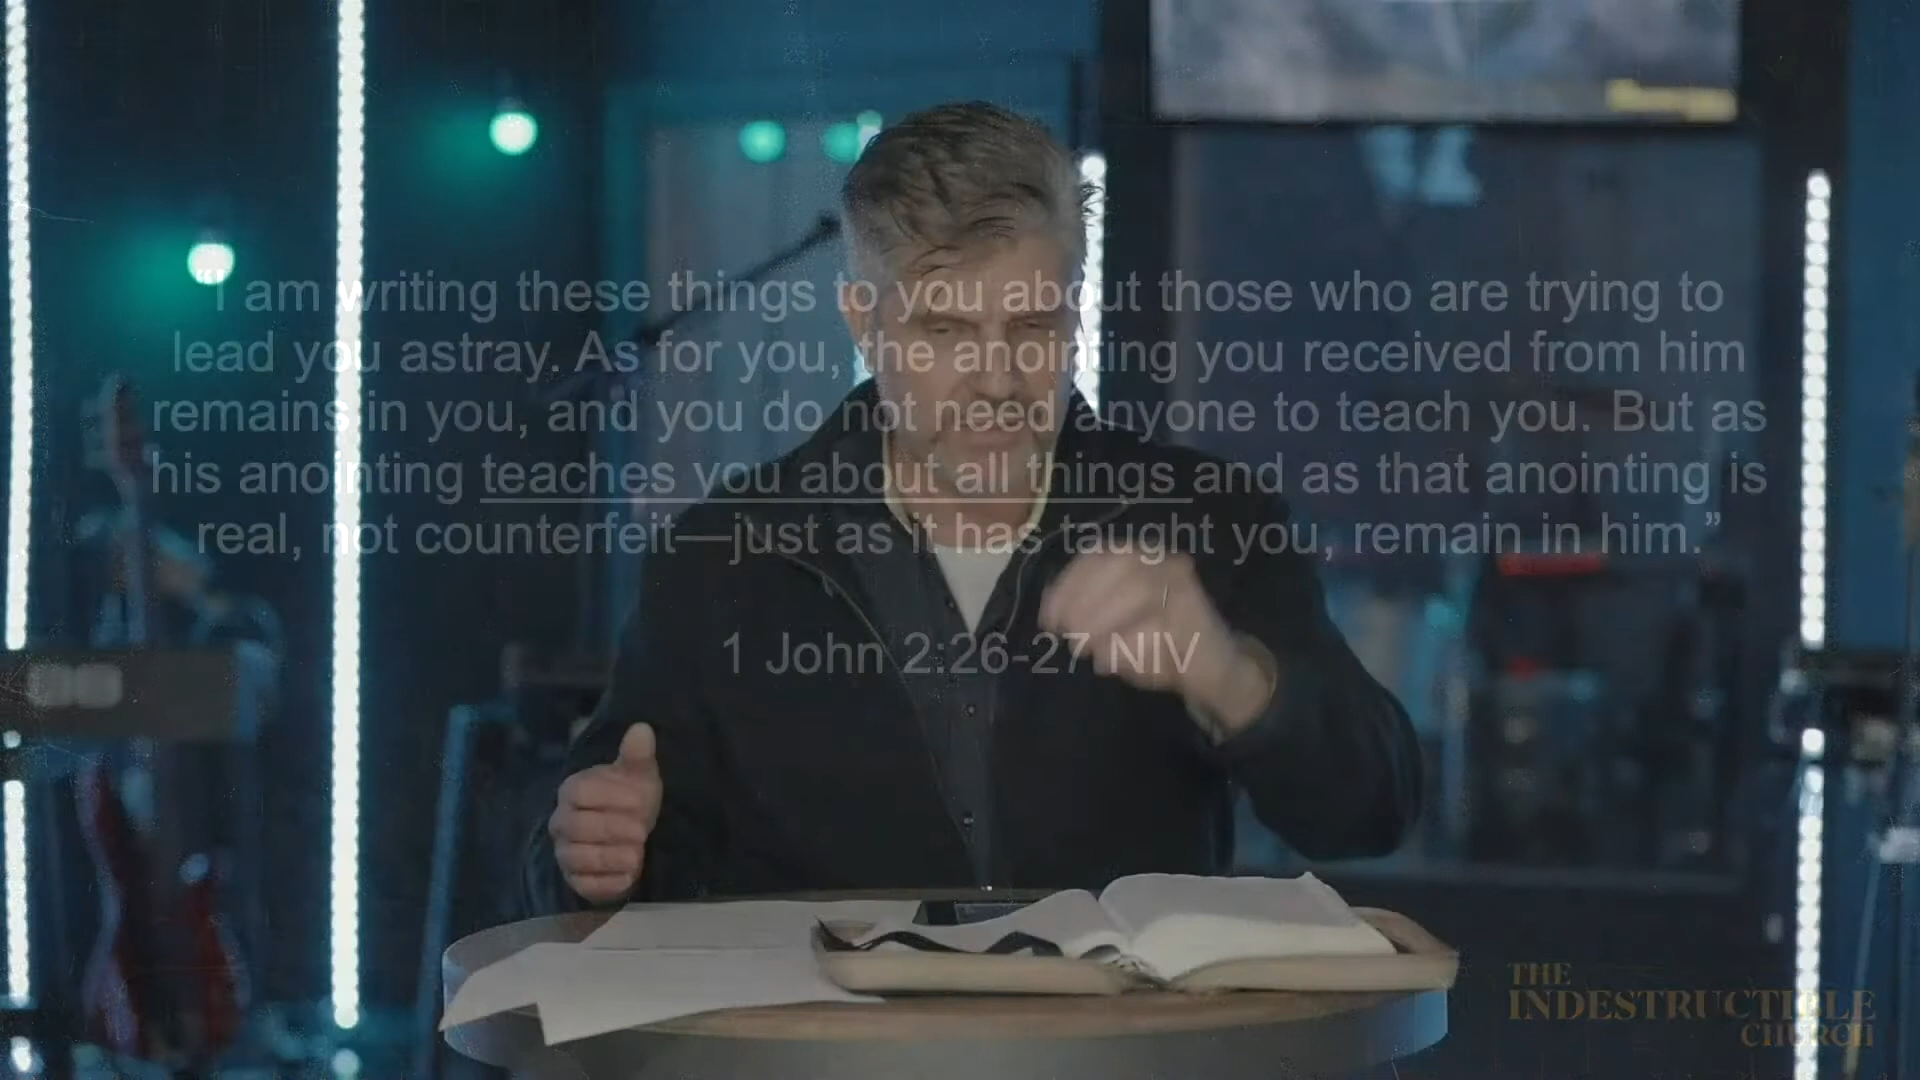 “I am writing these things to you about those who are trying to
lead you astray. As for you, the anointing you received from him
remains in you, and you do not need anyone to teach you. But as
his anointing teaches you about all things and as that anointing is
real, not counterfeit—just as it has taught you, remain in him.”
1 John 2:26-27 NIV
THE
INDESTRUCTIBLE
CHURCH